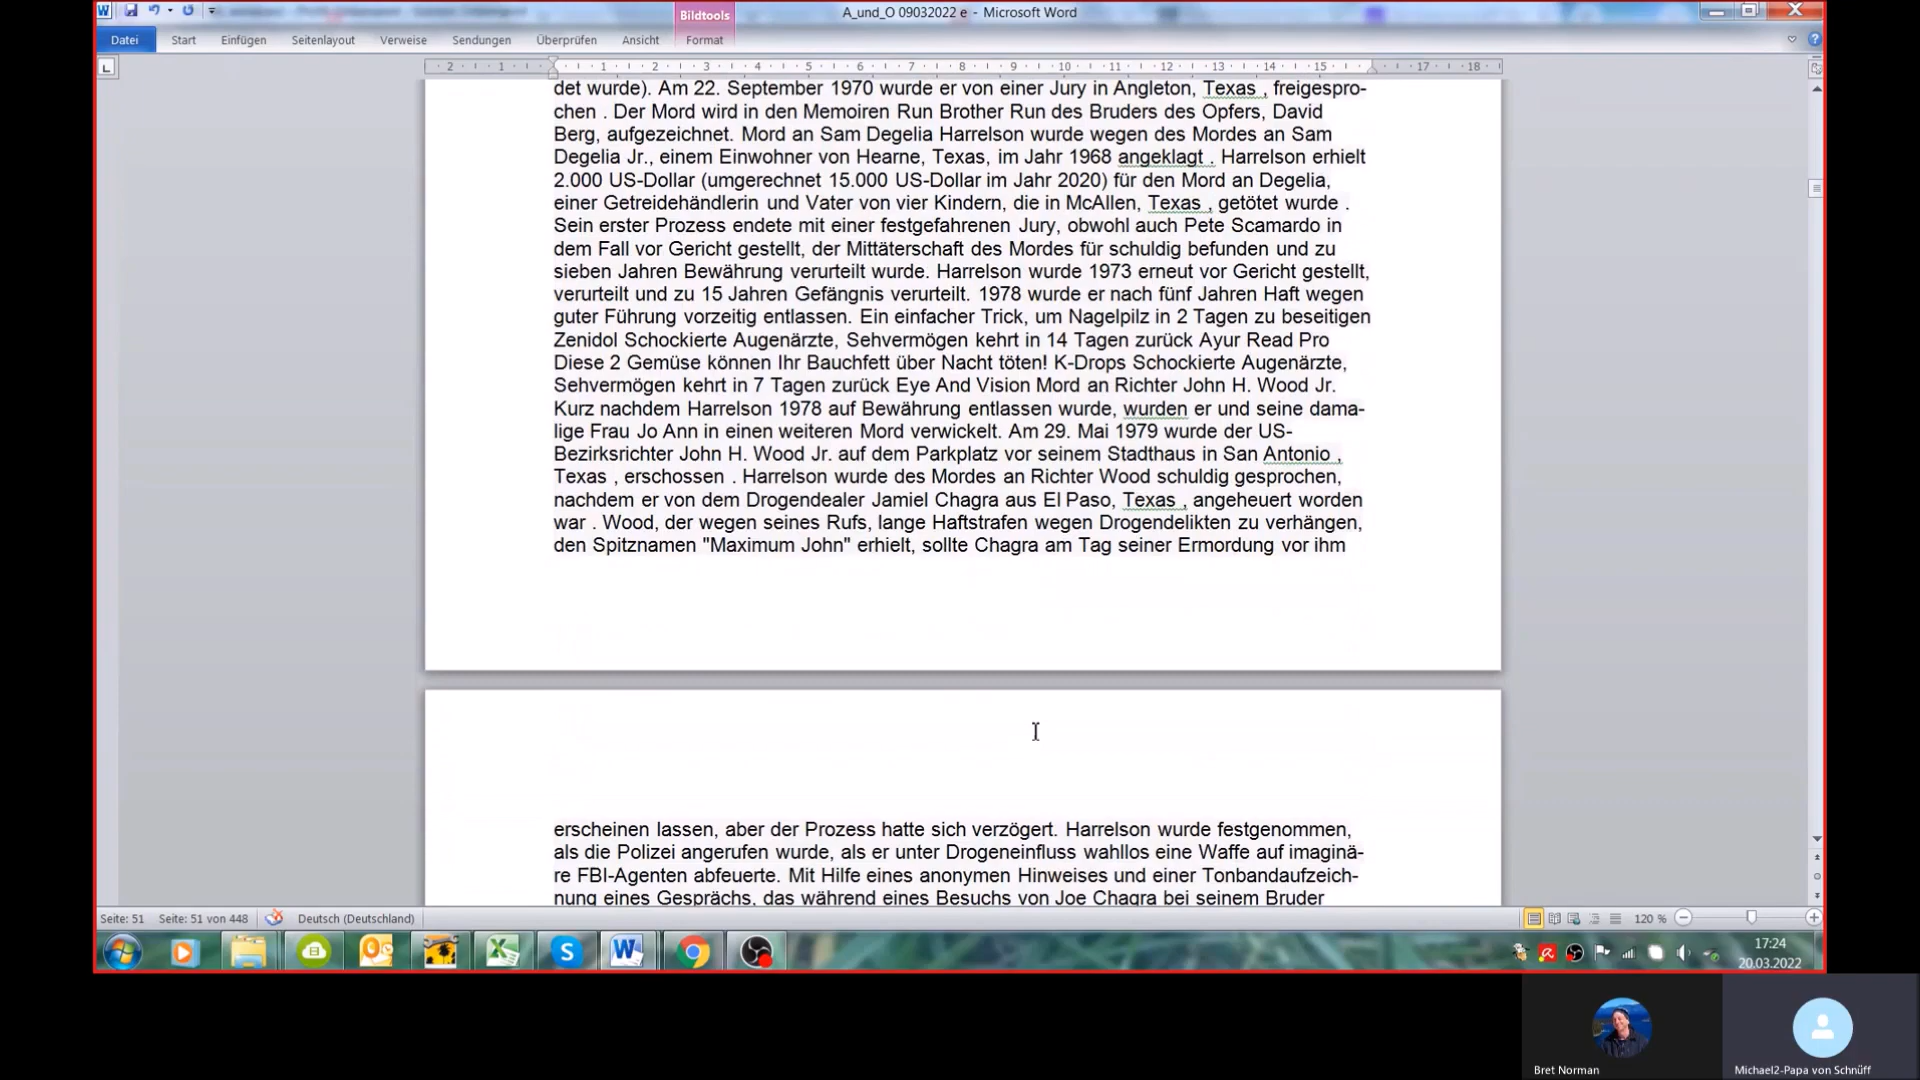 A_und_O 09032022 e - Microsoft Word
Bildtools
Datei Start Einfügen Seitenlayout Verweise Sendungen Überprüfen Ansicht Format
2 1 1 2 3 4 5 6 7 8 9 10 11 12 13 14 15 17 18
det wurde). Am 22. September 1970 wurde er von einer Jury in Angleton, Texas , freigespro-
chen . Der Mord wird in den Memoiren Run Brother Run des Bruders des Opfers, David
Berg, aufgezeichnet. Mord an Sam Degelia Harrelson wurde wegen des Mordes an Sam
Degelia Jr., einem Einwohner von Hearne, Texas, im Jahr 1968 angeklagt . Harrelson erhielt
2.000 US-Dollar (umgerechnet 15.000 US-Dollar im Jahr 2020) für den Mord an Degelia,
einer Getreidehändlerin und Vater von vier Kindern, die in McAllen, Texas , getötet wurde .
Sein erster Prozess endete mit einer festgefahrenen Jury, obwohl auch Pete Scamardo in
dem Fall vor Gericht gestellt, der Mittäterschaft des Mordes für schuldig befunden und zu
sieben Jahren Bewährung verurteilt wurde. Harrelson wurde 1973 erneut vor Gericht gestellt,
verurteilt und zu 15 Jahren Gefängnis verurteilt. 1978 wurde er nach fünf Jahren Haft wegen
guter Führung vorzeitig entlassen. Ein einfacher Trick, um Nagelpilz in 2 Tagen zu beseitigen
Zenidol Schockierte Augenärzte, Sehvermögen kehrt in 14 Tagen zurück Ayur Read Pro
Diese 2 Gemüse können Ihr Bauchfett über Nacht töten! K-Drops Schockierte Augenärzte,
Sehvermögen kehrt in 7 Tagen zurück Eye And Vision Mord an Richter John H. Wood Jr.
Kurz nachdem Harrelson 1978 auf Bewährung entlassen wurde, wurden er und seine dama-
lige Frau Jo Ann in einen weiteren Mord verwickelt. Am 29. Mai 1979 wurde der US-
Bezirksrichter John H. Wood Jr. auf dem Parkplatz vor seinem Stadthaus in San Antonio ,
Texas , erschossen . Harrelson wurde des Mordes an Richter Wood schuldig gesprochen,
nachdem er von dem Drogendealer Jamiel Chagra aus El Paso, Texas , angeheuert worden
war . Wood, der wegen seines Rufs, lange Haftstrafen wegen Drogendelikten zu verhängen,
den Spitznamen "Maximum John" erhielt, sollte Chagra am Tag seiner Ermordung vor ihm
erscheinen lassen, aber der Prozess hatte sich verzögert. Harrelson wurde festgenommen,
als die Polizei angerufen wurde, als er unter Drogeneinfluss wahllos eine Waffe auf imaginä-
re FBI-Agenten abfeuerte. Mit Hilfe eines anonymen Hinweises und einer Tonbandaufzeich-
nung eines Gesprächs, das während eines Besuchs von Joe Chagra bei seinem Bruder
Seite: 51 Seite: 51 von 448 Deutsch (Deutschland) 120 %
17:24
20.03.2022
Bret Norman
Michael2-Papa von Schnüff